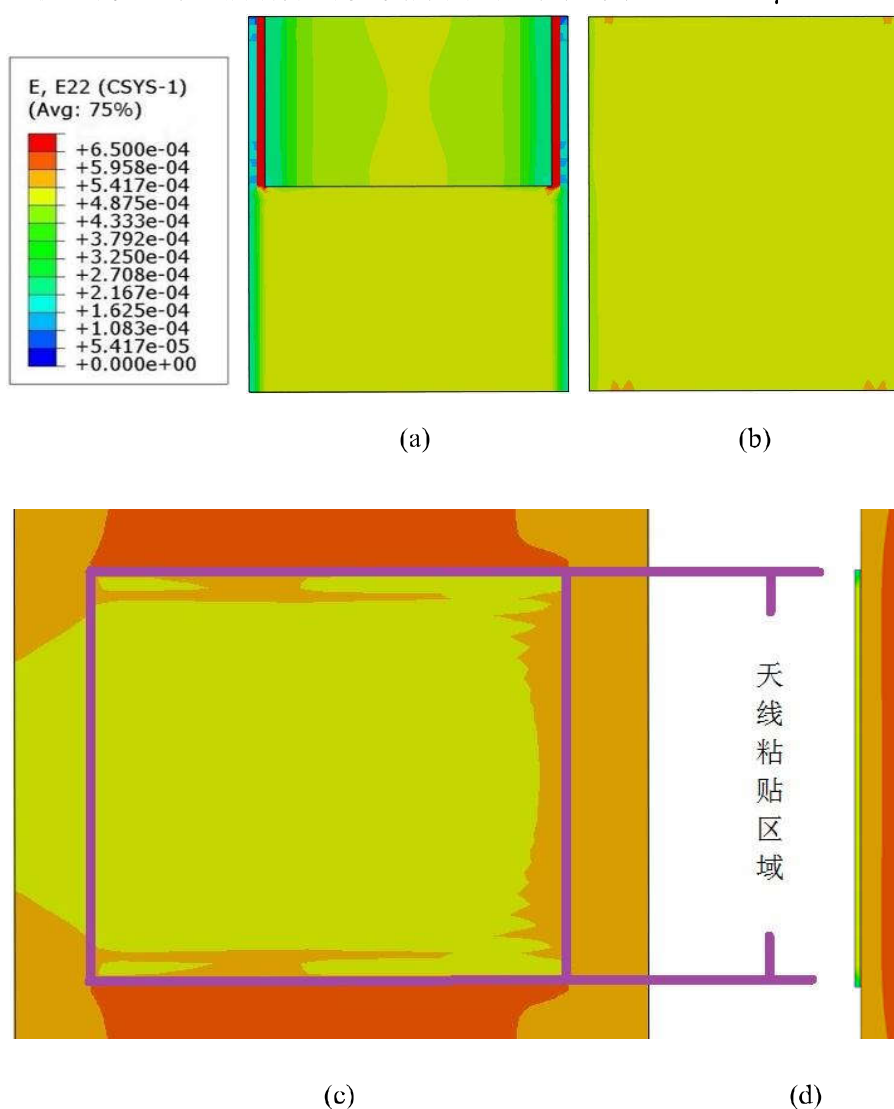 E, E22 (CSYS-1)
(Avg: 75%)
+6.500e-04
+5.958e-04
+5.417e-04
+4.875e-04
+4.333e-04
+3.792e-04
+3.250e-04
+2.708e-04
+2.167e-04
+1.625e-04
+1.083e-04
+5.417e-05
+0.000e+00
(a)
(b)
天线粘贴区域
(c)
(d)